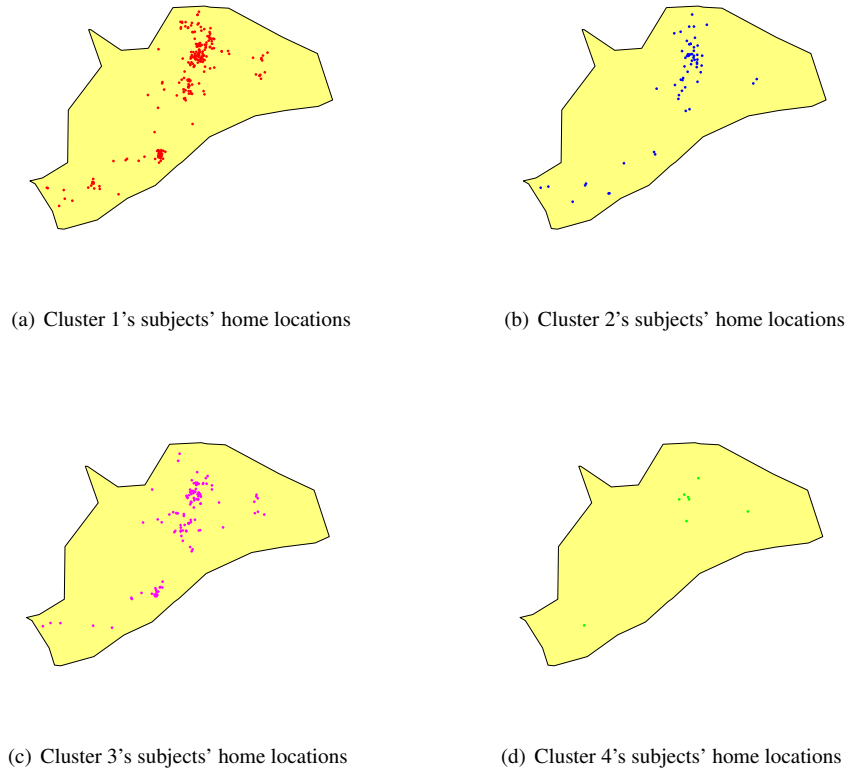 (a) Cluster 1's subjects' home locations
(b) Cluster 2's subjects' home locations
(c) Cluster 3's subjects' home locations
(d) Cluster 4's subjects' home locations